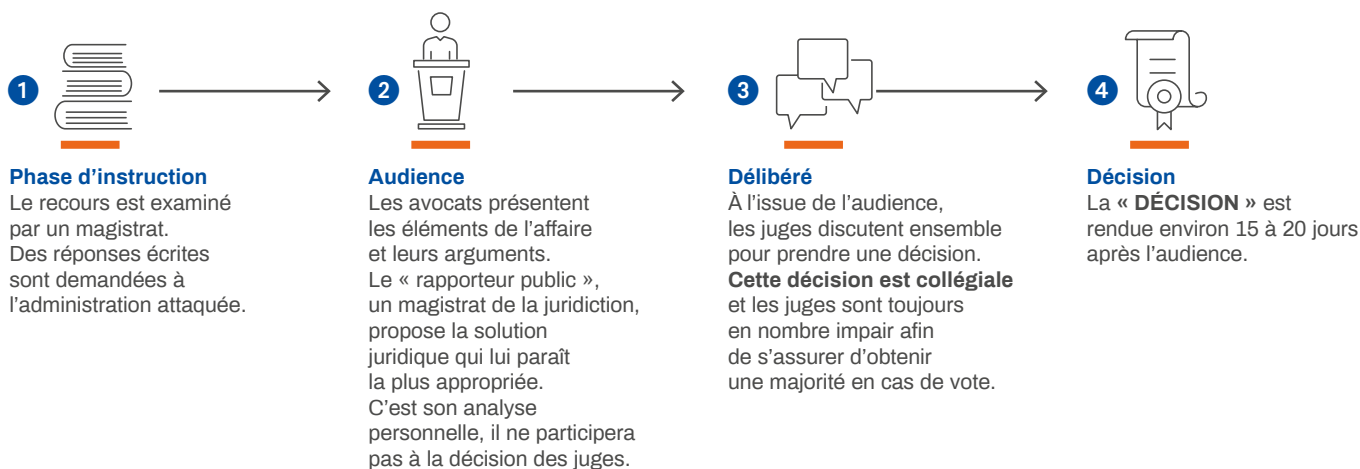 1
Phase d’instruction
Le recours est examiné
par un magistrat.
Des réponses écrites
sont demandées à
l’administration attaquée.
2
Audience
Les avocats présentent
les éléments de l’affaire
et leurs arguments.
Le « rapporteur public »,
un magistrat de la juridiction,
propose la solution
juridique qui lui paraît
la plus appropriée.
C’est son analyse
personnelle, il ne participera
pas à la décision des juges.
3
Délibéré
À l’issue de l’audience,
les juges discutent ensemble
pour prendre une décision.
Cette décision est collégiale
et les juges sont toujours
en nombre impair afin
de s’assurer d’obtenir
une majorité en cas de vote.
4
Décision
La « DÉCISION » est
rendue environ 15 à 20 jours
après l’audience.